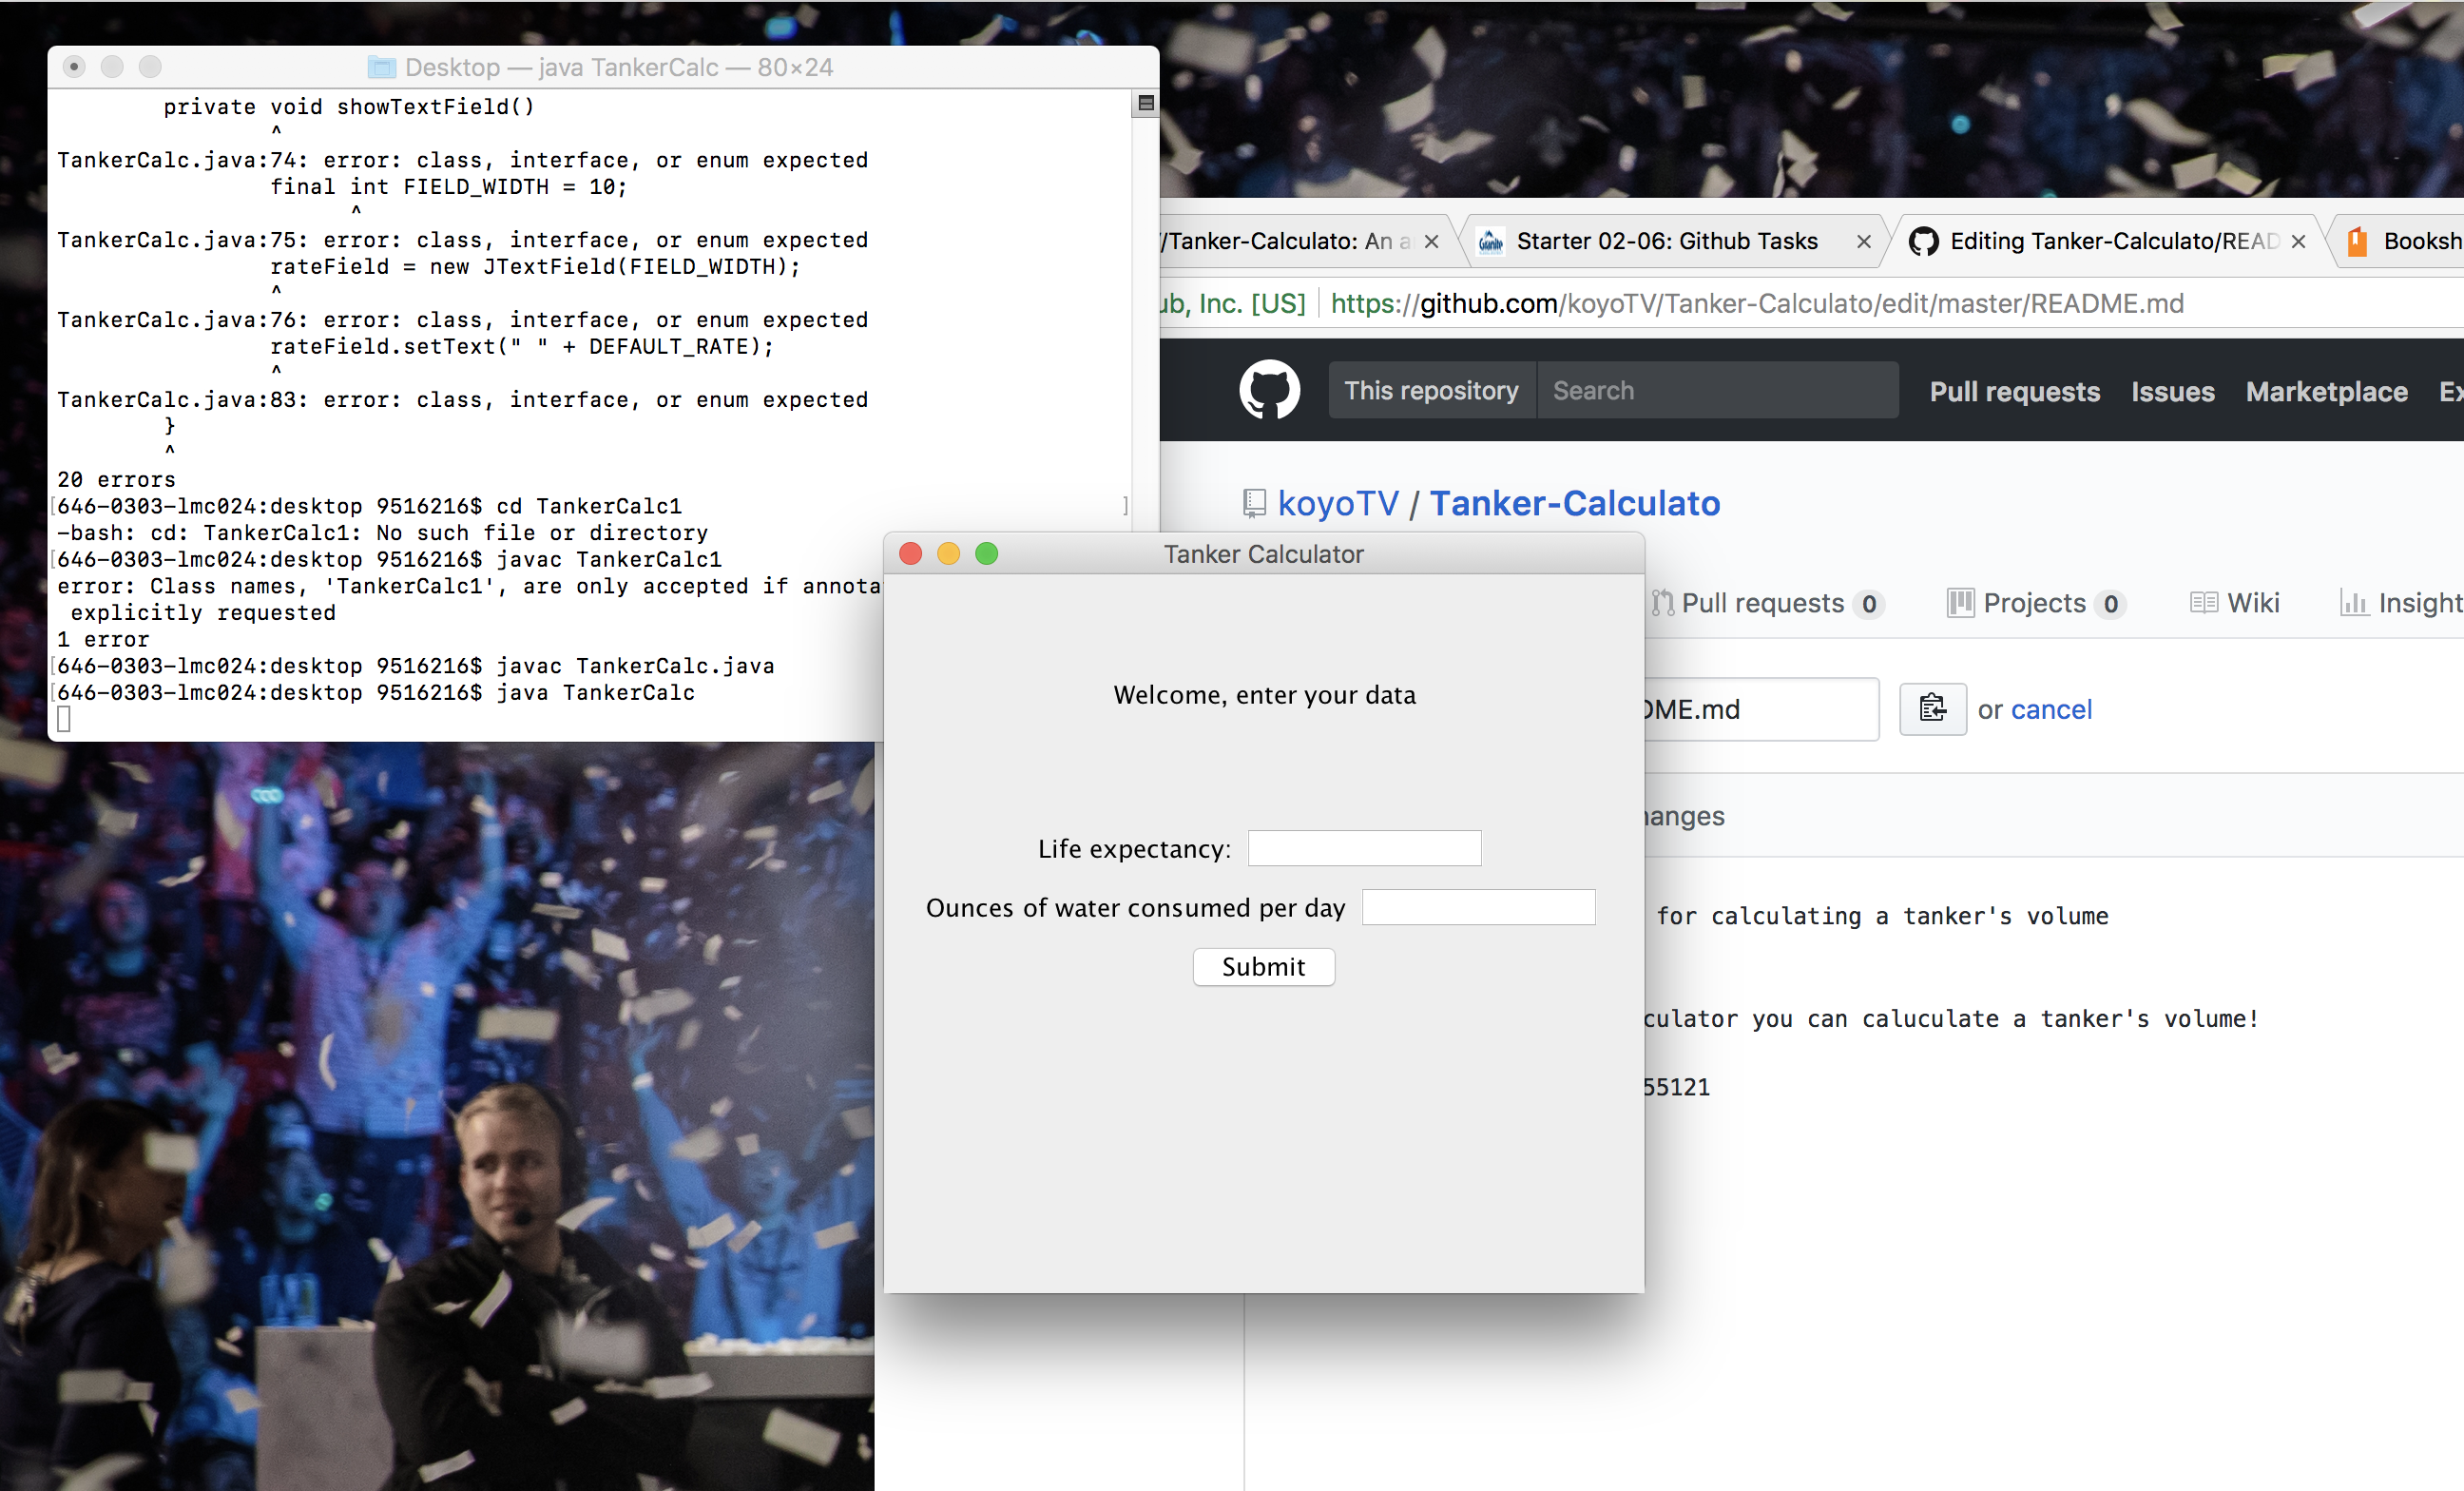 Desktop — java TankerCalc — 80×24
private void showTextField()
^
TankerCalc.java:74: error: class, interface, or enum expected
final int FIELD_WIDTH = 10;
^
TankerCalc.java:75: error: class, interface, or enum expected
rateField = new JTextField(FIELD_WIDTH);
^
TankerCalc.java:76: error: class, interface, or enum expected
rateField.setText(" " + DEFAULT_RATE);
^
TankerCalc.java:83: error: class, interface, or enum expected
}
^
20 errors
[646-0303-lmc024:desktop 9516216$ cd TankerCalc1 ]
-bash: cd: TankerCalc1: No such file or directory
[646-0303-lmc024:desktop 9516216$ javac TankerCalc1
error: Class names, 'TankerCalc1', are only accepted if annota
explicitly requested
1 error
[646-0303-lmc024:desktop 9516216$ javac TankerCalc.java
[646-0303-lmc024:desktop 9516216$ java TankerCalc
/Tanker-Calculato: An a
Starter 02-06: Github Tasks
Editing Tanker-Calculato/READ
Booksh
ub, Inc. [US] https://github.com/koyoTV/Tanker-Calculato/edit/master/README.md
This repository Search Pull requests Issues Marketplace Ex
koyoTV / Tanker-Calculato
Pull requests 0 Projects 0 Wiki Insight
DME.md or cancel
hanges
for calculating a tanker's volume
culator you can caluculate a tanker's volume!
55121
Tanker Calculator
Welcome, enter your data
Life expectancy:
Ounces of water consumed per day
Submit